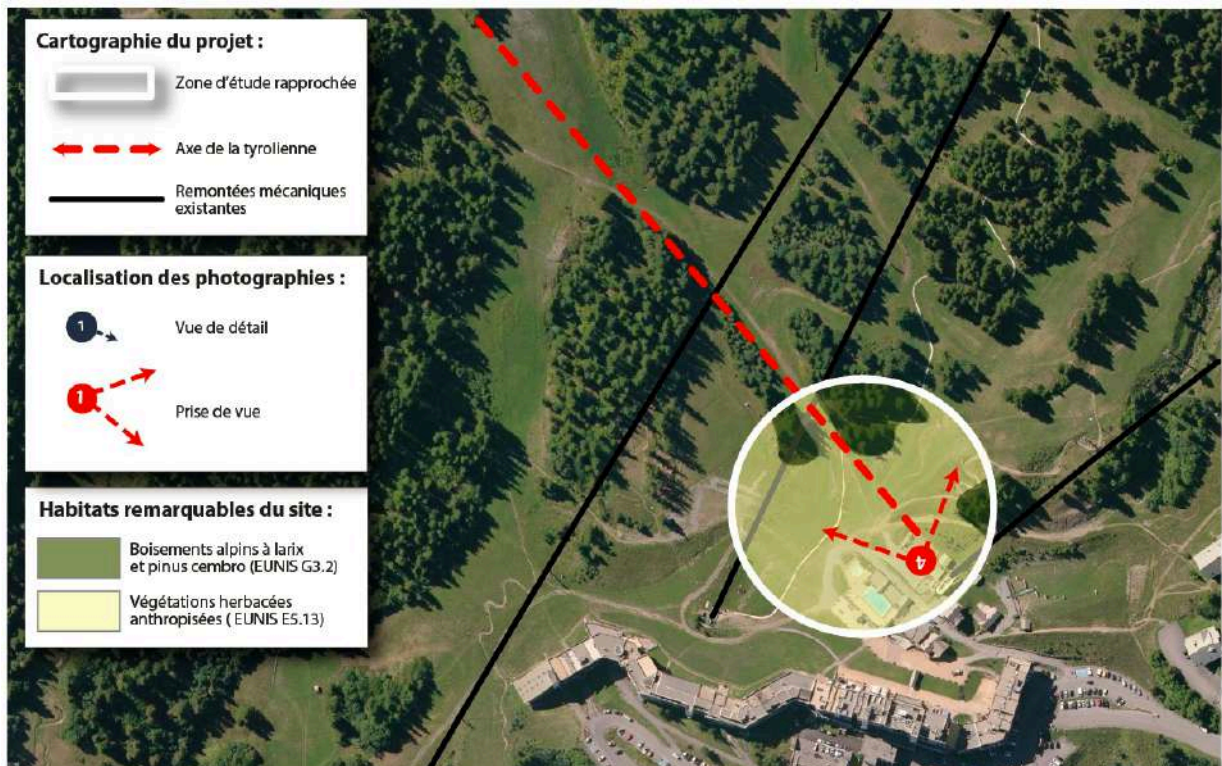 Cartographie du projet :
Zone d'étude rapprochée
Axe de la tyrolienne
Remontées mécaniques
existantes
Localisation des photographies :
1
Vue de détail
1
Prise de vue
Habitats remarquables du site :
Boisements alpins à larix
et pinus cembro (EUNIS G3.2)
Végétations herbacées
anthropisées ( EUNIS E5.13)
4